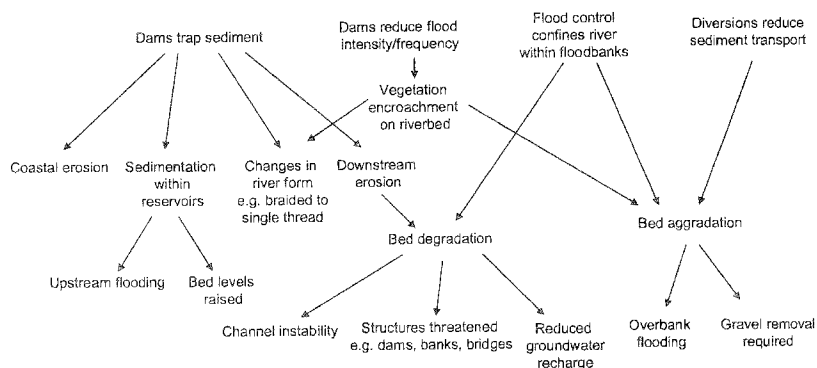 Dams trap sediment
Dams reduce flood
intensity/frequency
Flood control
confines river
within floodbanks
Diversions reduce
sediment transport
Vegetation
encroachment
on riverbed
Coastal erosion
Sedimentation
within
reservoirs
Changes in
river form
e.g. braided to
single thread
Downstream
erosion
Bed degradation
Bed aggradation
Upstream flooding
Bed levels
raised
Channel instability
Structures threatened
e.g. dams, banks, bridges
Reduced
groundwater
recharge
Overbank
flooding
Gravel removal
required